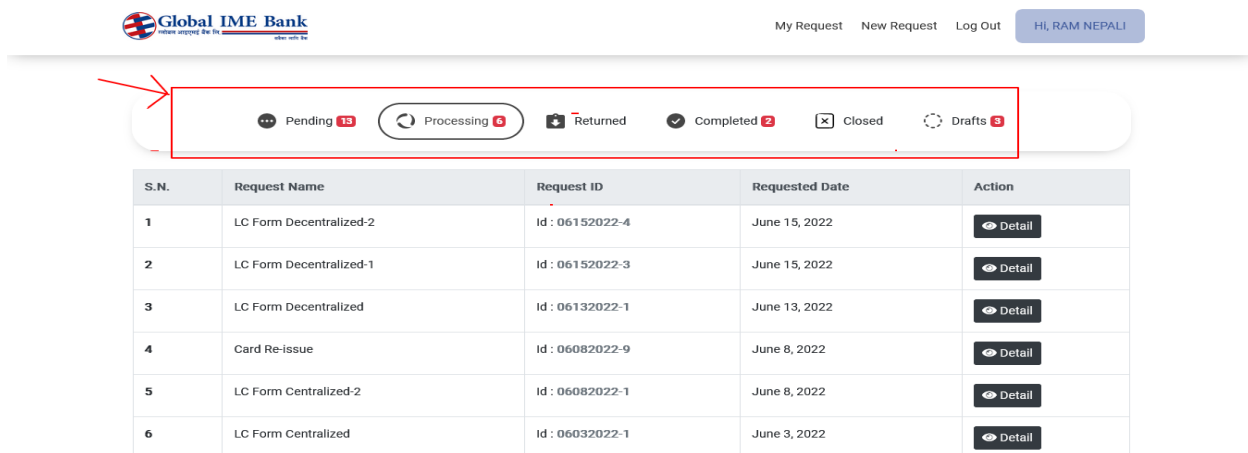 Global IME Bank
ग्लोबल आइएमई बैंक लि.
सबैका लागि बैंक
My Request New Request Log Out Hi, RAM NEPALI
Pending 13 Processing 6 Returned Completed 2 Closed Drafts 3
S.N. Request Name Request ID Requested Date Action
1 LC Form Decentralized-2 Id : 06152022-4 June 15, 2022 Detail
2 LC Form Decentralized-1 Id : 06152022-3 June 15, 2022 Detail
3 LC Form Decentralized Id : 06132022-1 June 13, 2022 Detail
4 Card Re-issue Id : 06082022-9 June 8, 2022 Detail
5 LC Form Centralized-2 Id : 06082022-1 June 8, 2022 Detail
6 LC Form Centralized Id : 06032022-1 June 3, 2022 Detail